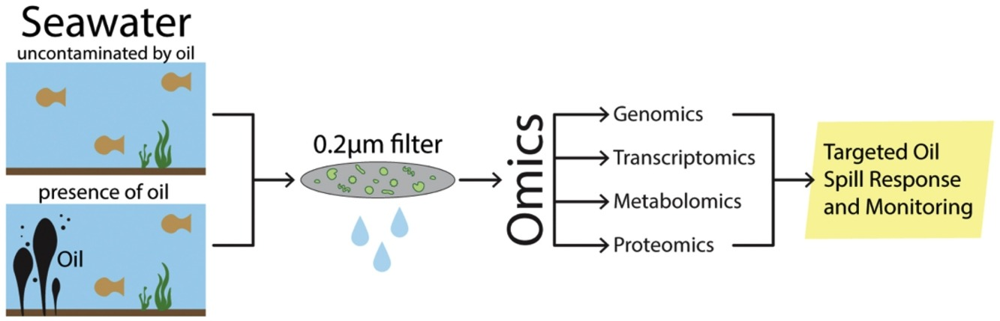 Seawater
uncontaminated by oil
presence of oil
Oil
0.2µm filter
Omics
Genomics
Transcriptomics
Metabolomics
Proteomics
Targeted Oil
Spill Response
and Monitoring